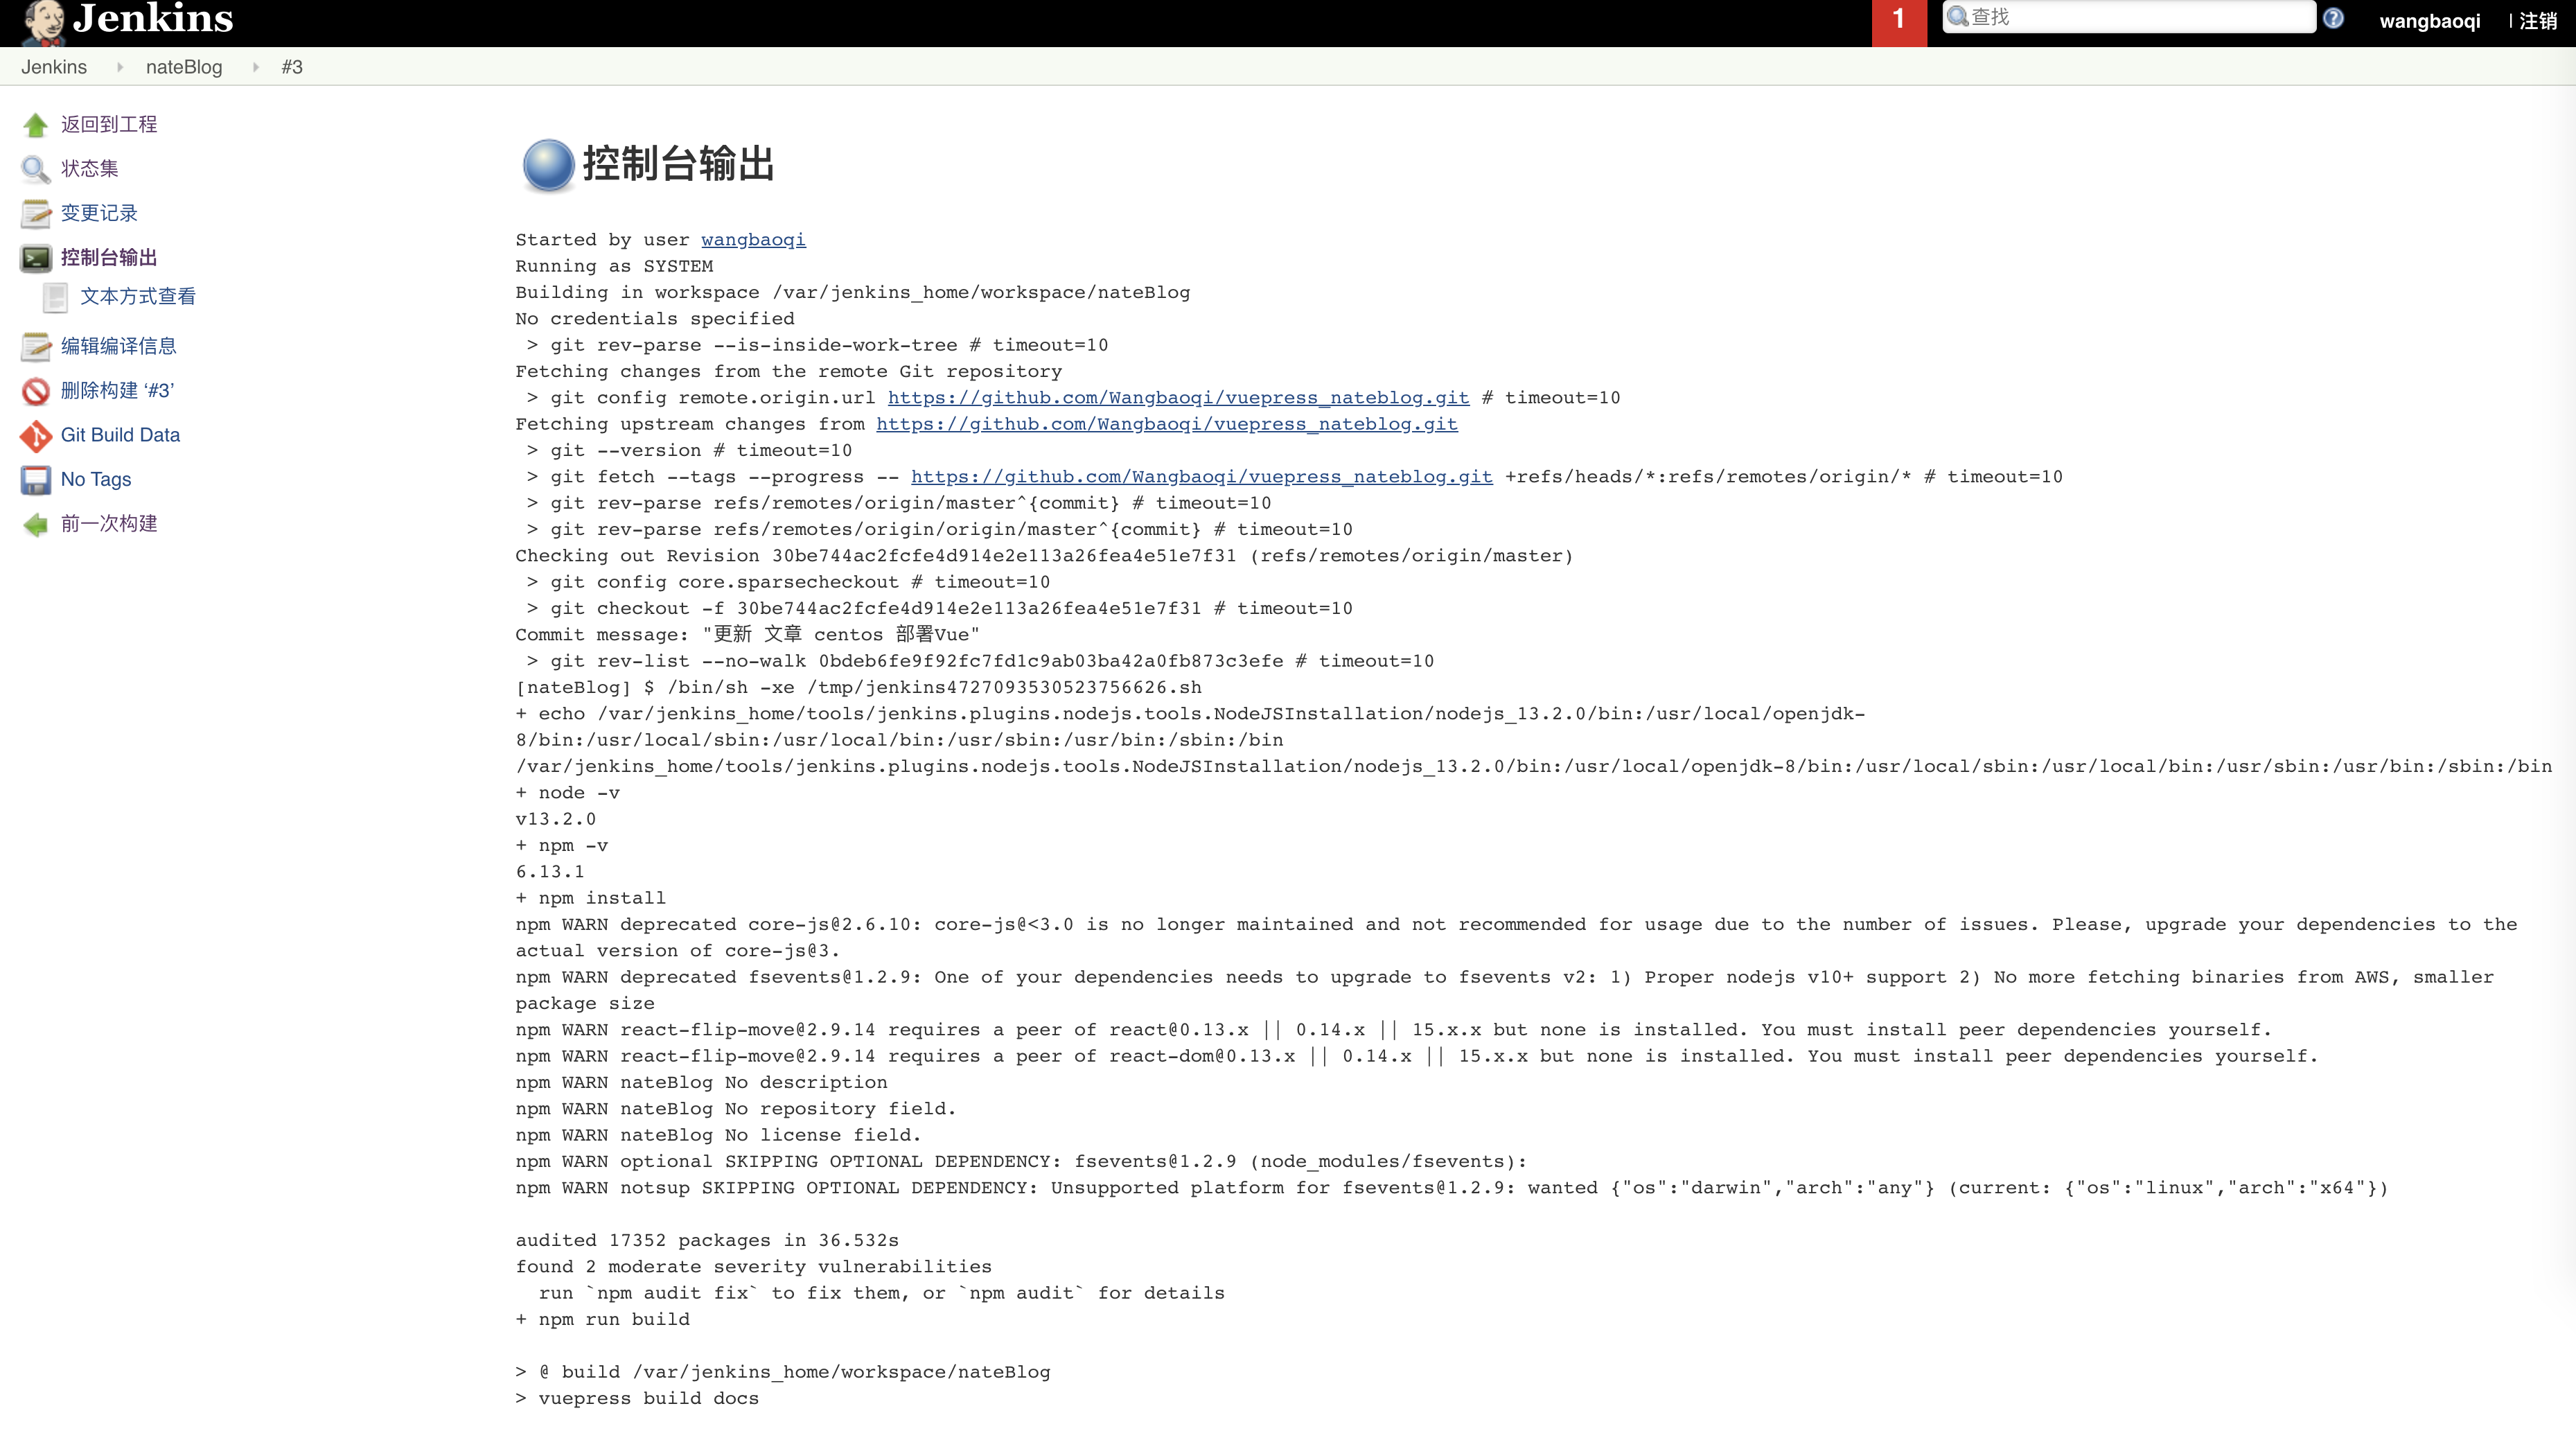 Jenkins
1
查找
wangbaoqi
| 注销
Jenkins
nateBlog
#3
返回到工程
状态集
变更记录
控制台输出
文本方式查看
编辑编译信息
删除构建 ‘#3’
Git Build Data
No Tags
前一次构建
控制台输出
Started by user wangbaoqi
Running as SYSTEM
Building in workspace /var/jenkins_home/workspace/nateBlog
No credentials specified
 > git rev-parse --is-inside-work-tree # timeout=10
Fetching changes from the remote Git repository
 > git config remote.origin.url https://github.com/Wangbaoqi/vuepress_nateblog.git # timeout=10
Fetching upstream changes from https://github.com/Wangbaoqi/vuepress_nateblog.git
 > git --version # timeout=10
 > git fetch --tags --progress -- https://github.com/Wangbaoqi/vuepress_nateblog.git +refs/heads/*:refs/remotes/origin/* # timeout=10
 > git rev-parse refs/remotes/origin/master^{commit} # timeout=10
 > git rev-parse refs/remotes/origin/origin/master^{commit} # timeout=10
Checking out Revision 30be744ac2fcfe4d914e2e113a26fea4e51e7f31 (refs/remotes/origin/master)
 > git config core.sparsecheckout # timeout=10
 > git checkout -f 30be744ac2fcfe4d914e2e113a26fea4e51e7f31 # timeout=10
Commit message: "更新 文章 centos 部署Vue"
 > git rev-list --no-walk 0bdeb6fe9f92fc7fd1c9ab03ba42a0fb873c3efe # timeout=10
[nateBlog] $ /bin/sh -xe /tmp/jenkins4727093530523756626.sh
+ echo /var/jenkins_home/tools/jenkins.plugins.nodejs.tools.NodeJSInstallation/nodejs_13.2.0/bin:/usr/local/openjdk-
8/bin:/usr/local/sbin:/usr/local/bin:/usr/sbin:/usr/bin:/sbin:/bin
/var/jenkins_home/tools/jenkins.plugins.nodejs.tools.NodeJSInstallation/nodejs_13.2.0/bin:/usr/local/openjdk-8/bin:/usr/local/sbin:/usr/local/bin:/usr/sbin:/usr/bin:/sbin:/bin
+ node -v
v13.2.0
+ npm -v
6.13.1
+ npm install
npm WARN deprecated core-js@2.6.10: core-js@<3.0 is no longer maintained and not recommended for usage due to the number of issues. Please, upgrade your dependencies to the
actual version of core-js@3.
npm WARN deprecated fsevents@1.2.9: One of your dependencies needs to upgrade to fsevents v2: 1) Proper nodejs v10+ support 2) No more fetching binaries from AWS, smaller
package size
npm WARN react-flip-move@2.9.14 requires a peer of react@0.13.x || 0.14.x || 15.x.x but none is installed. You must install peer dependencies yourself.
npm WARN react-flip-move@2.9.14 requires a peer of react-dom@0.13.x || 0.14.x || 15.x.x but none is installed. You must install peer dependencies yourself.
npm WARN nateBlog No description
npm WARN nateBlog No repository field.
npm WARN nateBlog No license field.
npm WARN optional SKIPPING OPTIONAL DEPENDENCY: fsevents@1.2.9 (node_modules/fsevents):
npm WARN notsup SKIPPING OPTIONAL DEPENDENCY: Unsupported platform for fsevents@1.2.9: wanted {"os":"darwin","arch":"any"} (current: {"os":"linux","arch":"x64"})
audited 17352 packages in 36.532s
found 2 moderate severity vulnerabilities
  run `npm audit fix` to fix them, or `npm audit` for details
+ npm run build
> @ build /var/jenkins_home/workspace/nateBlog
> vuepress build docs